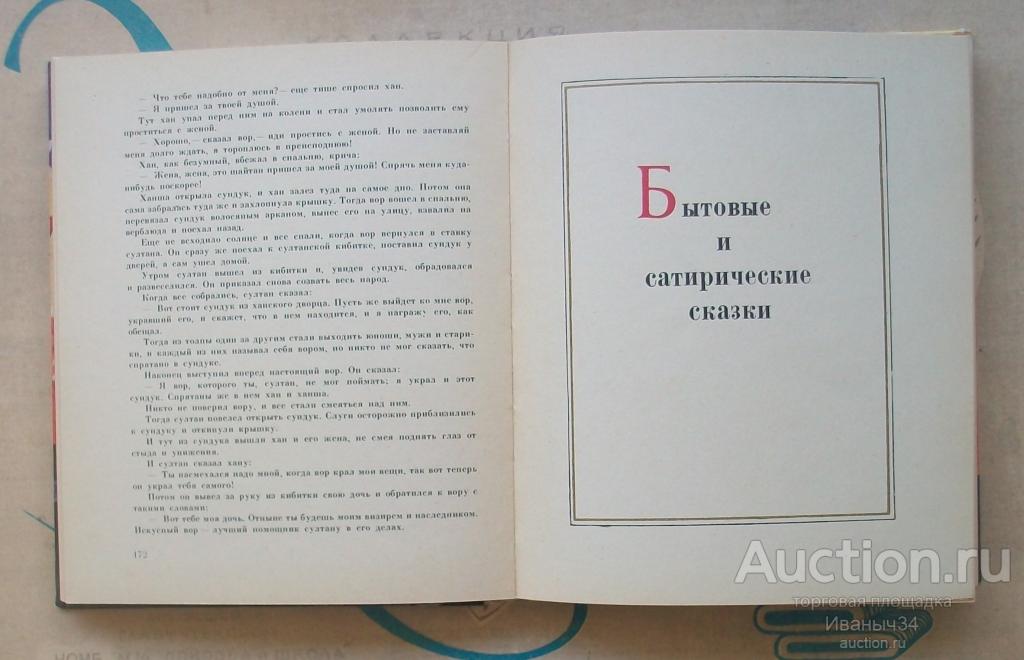 КОЛЛЕКЦИЯ
— Что тебе надобно от меня? — еще тише спросил хан.
— Я пришел за твоей душой.
Тут хан упал перед ним на колени и стал умолять позволить ему
проститься с женой.
— Хорошо, — сказал вор, — иди простись с женой. Но не заставляй
меня долго ждать, я тороплюсь в преисподнюю!
Хан, как безумный, вбежал в спальню, крича:
— Жена, жена, это шайтан пришел за моей душой! Спрячь меня куда-
нибудь поскорее!
Ханша открыла сундук, и хан залез туда на самое дно. Потом она
сама забралась туда же и захлопнула крышку. Тогда вор вошел в спальню,
перевязал сундук волосяным арканом, вынес его на улицу, взвалил на
верблюда и поехал назад.
Еще не всходило солнце и все спали, когда вор вернулся в ставку
султана. Он сразу же поехал к султанской кибитке, поставил сундук у
дверей, а сам ушел домой.
Утром султан вышел из кибитки и, увидев сундук, обрадовался
и развеселился. Он приказал снова созвать весь народ.
Когда все собрались, султан сказал:
— Вот стоит сундук из ханского дворца. Пусть же выйдет ко мне вор,
укравший его, и скажет, что в нем находится, и я награжу его, как
обещал.
Тогда из толпы один за другим стали выходить юноши, мужи и стари-
ки, и каждый из них называл себя вором, но никто не мог сказать, что
спрятано в сундуке.
Наконец выступил вперед настоящий вор. Он сказал:
— Я вор, которого ты, султан, не мог поймать; я украл и этот
сундук. Спрятаны же в нем хан и ханша.
Никто не поверил вору, и все стали смеяться над ним.
Тогда султан повелел открыть сундук. Слуги осторожно приблизились
к сундуку и откинули крышку.
И тут из сундука вышли хан и его жена, не смея поднять глаз от
стыда и унижения.
И султан сказал хану:
— Ты насмехался надо мной, когда вор крал мои вещи, так вот теперь
он украл тебя самого!
Потом он вывел за руку из кибитки свою дочь и обратился к вору с
такими словами:
— Вот тебе моя дочь. Отныне ты будешь моим визирем и наследником.
Искусный вор — лучший помощник султану в его делах.
172
Бытовые
и
сатирические
сказки
Auction.ru
торговая площадка
Иваныч34
auction.ru